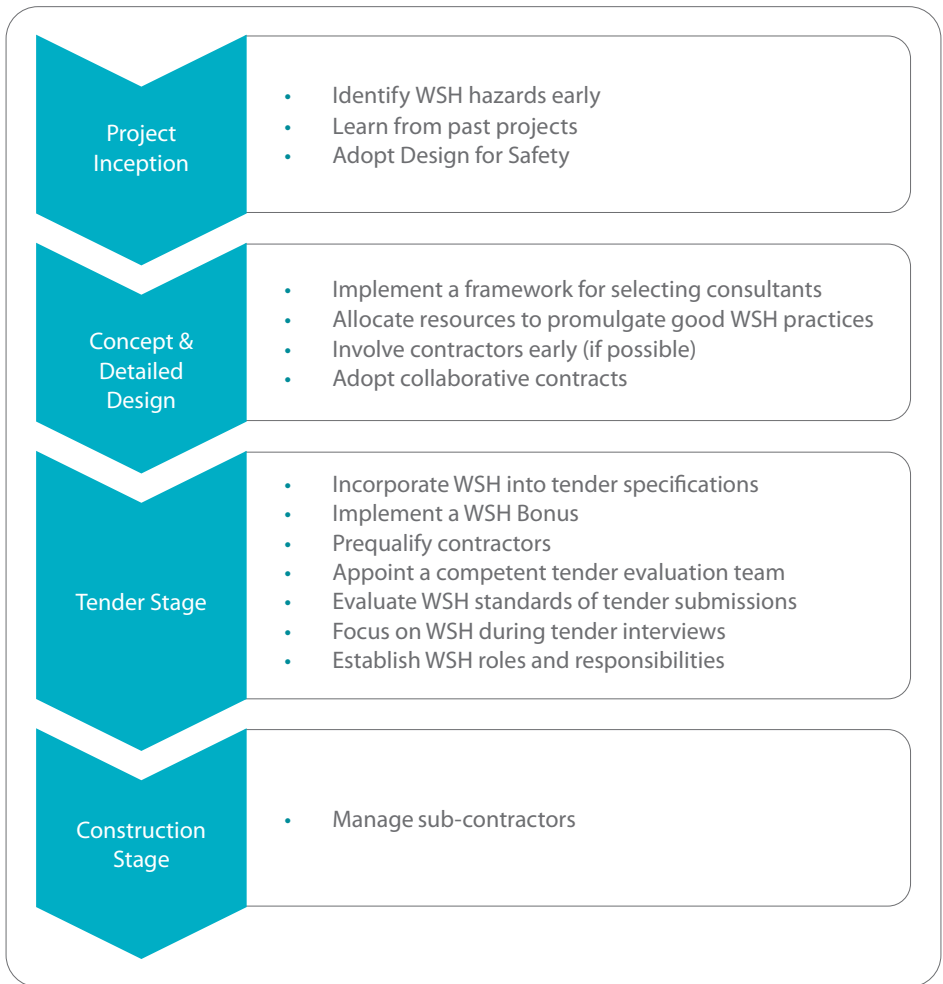 Project
Inception
• Identify WSH hazards early
• Learn from past projects
• Adopt Design for Safety
Concept &
Detailed
Design
• Implement a framework for selecting consultants
• Allocate resources to promulgate good WSH practices
• Involve contractors early (if possible)
• Adopt collaborative contracts
Tender Stage
• Incorporate WSH into tender specifications
• Implement a WSH Bonus
• Prequalify contractors
• Appoint a competent tender evaluation team
• Evaluate WSH standards of tender submissions
• Focus on WSH during tender interviews
• Establish WSH roles and responsibilities
Construction
Stage
• Manage sub-contractors